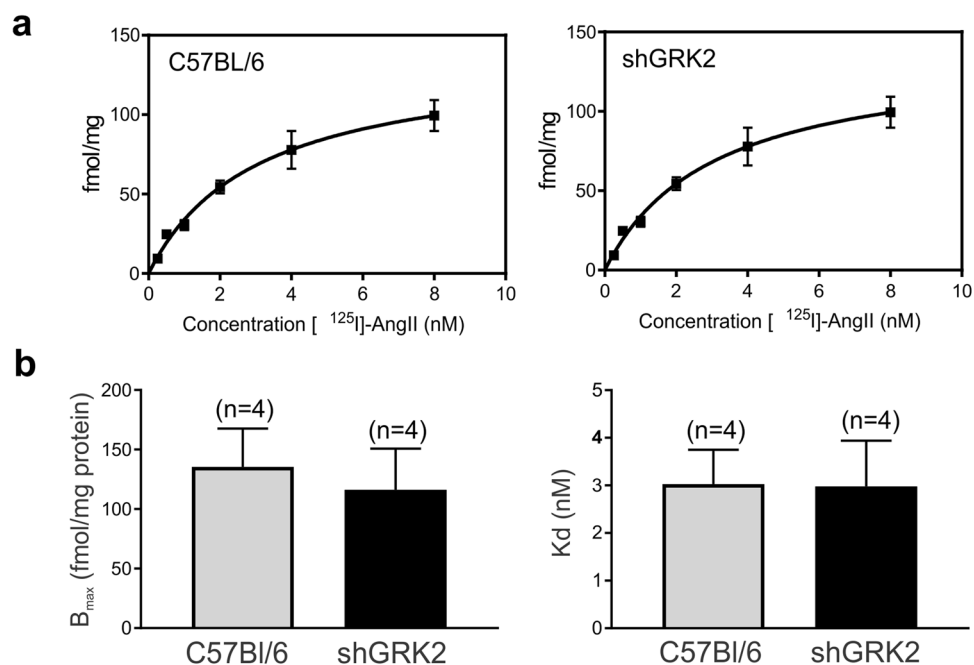 a
C57BL/6
fmol/mg
150
100
50
0
0 2 4 6 8 10
Concentration [ 125I]-AngII (nM)
shGRK2
fmol/mg
150
100
50
0
0 2 4 6 8 10
Concentration [ 125I]-AngII (nM)
b
Bmax (fmol/mg protein)
200
150
100
50
0
(n=4)
(n=4)
C57Bl/6 shGRK2
Kd (nM)
5
4
3
2
1
0
(n=4)
(n=4)
C57Bl/6 shGRK2